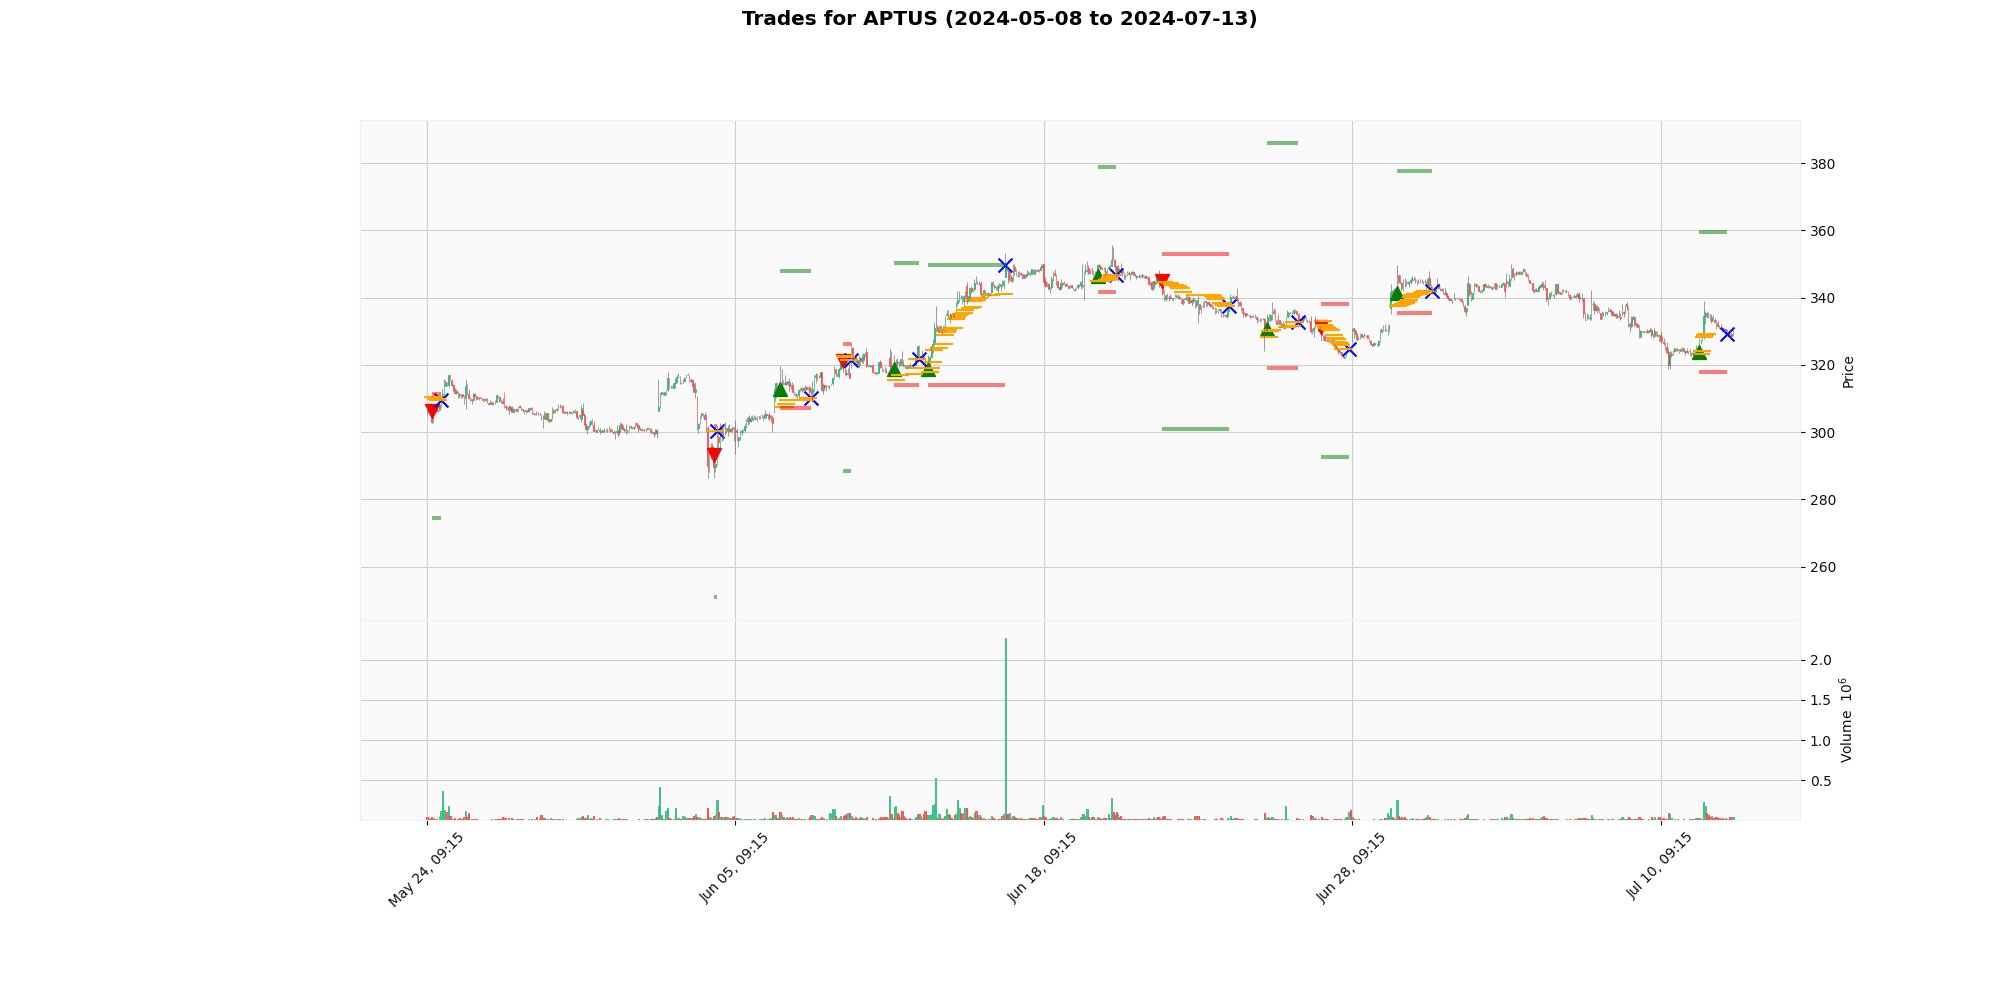 Trades for APTUS (2024-05-08 to 2024-07-13)
380
360
340
320
300
280
260
Price
2.0
1.5
1.0
0.5
Volume 10^6
May 24, 09:15
Jun 05, 09:15
Jun 18, 09:15
Jun 28, 09:15
Jul 10, 09:15